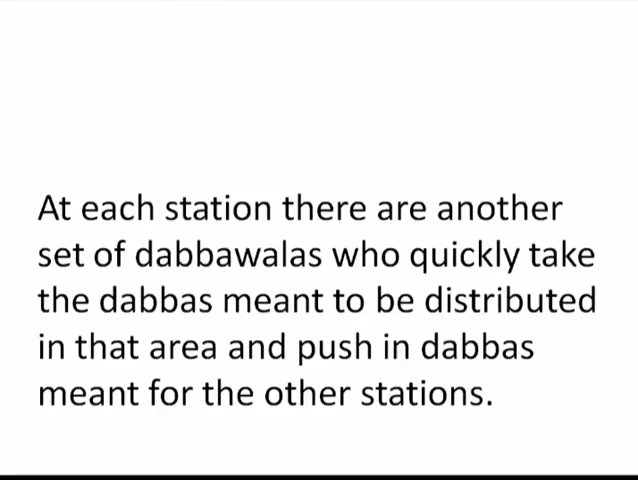 At each station there are another
set of dabbawalas who quickly take
the dabbas meant to be distributed
in that area and push in dabbas
meant for the other stations.